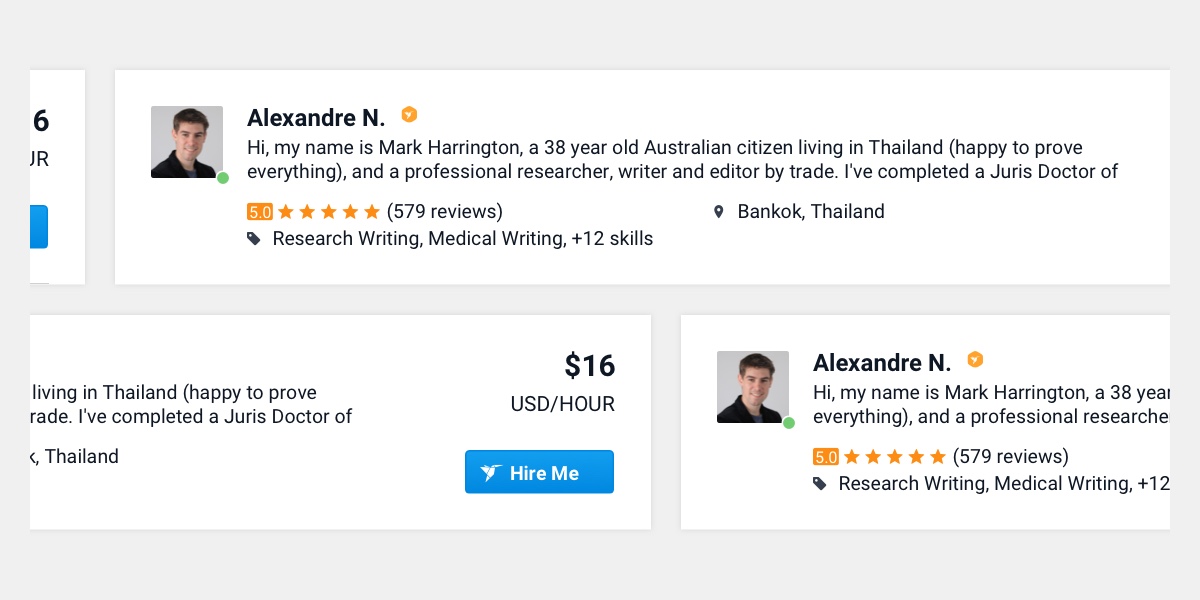 6
UR
Alexandre N.
Hi, my name is Mark Harrington, a 38 year old Australian citizen living in Thailand (happy to prove
everything), and a professional researcher, writer and editor by trade. I've completed a Juris Doctor of
5.0 (579 reviews)
Bankok, Thailand
Research Writing, Medical Writing, +12 skills
living in Thailand (happy to prove
rade. I've completed a Juris Doctor of
k, Thailand
$16
USD/HOUR
Hire Me
Alexandre N.
Hi, my name is Mark Harrington, a 38 year
everything), and a professional researche
5.0 (579 reviews)
Research Writing, Medical Writing, +12